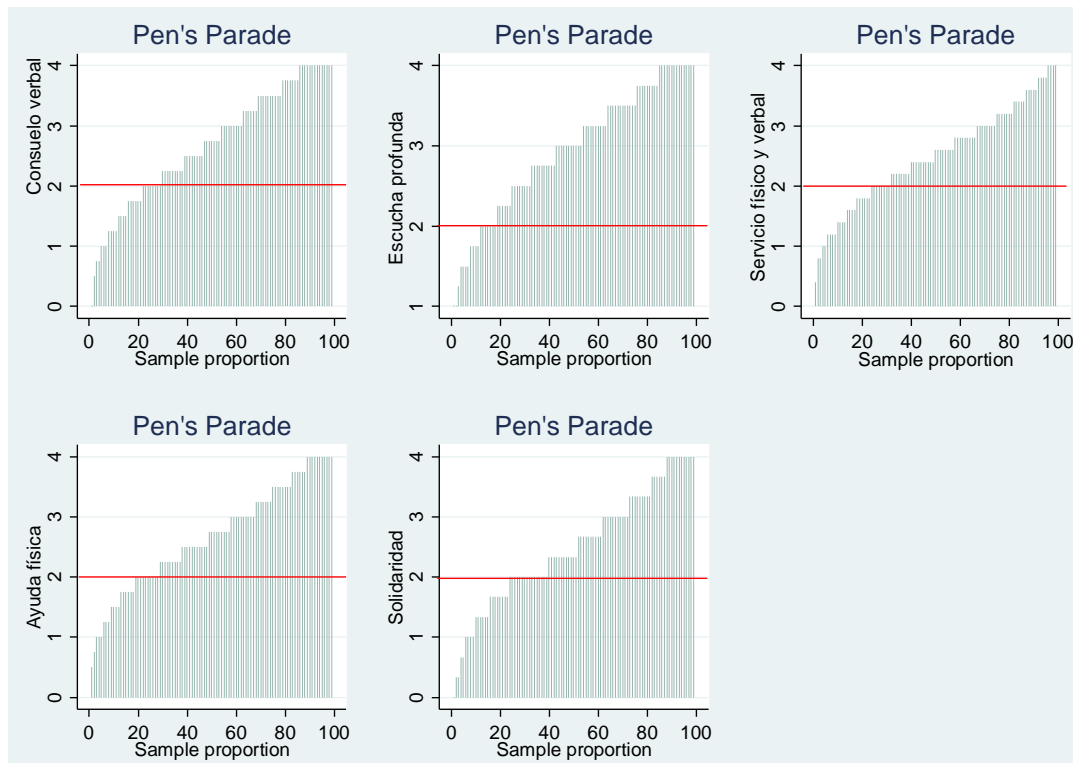 Pen's Parade
Consuelo verbal
4
3
2
1
0
0 20 40 60 80 100
Sample proportion
Pen's Parade
Escucha profunda
4
3
2
1
0 20 40 60 80 100
Sample proportion
Pen's Parade
Servicio físico y verbal
4
3
2
1
0
0 20 40 60 80 100
Sample proportion
Pen's Parade
Ayuda física
4
3
2
1
0
0 20 40 60 80 100
Sample proportion
Pen's Parade
Solidaridad
4
3
2
1
0
0 20 40 60 80 100
Sample proportion